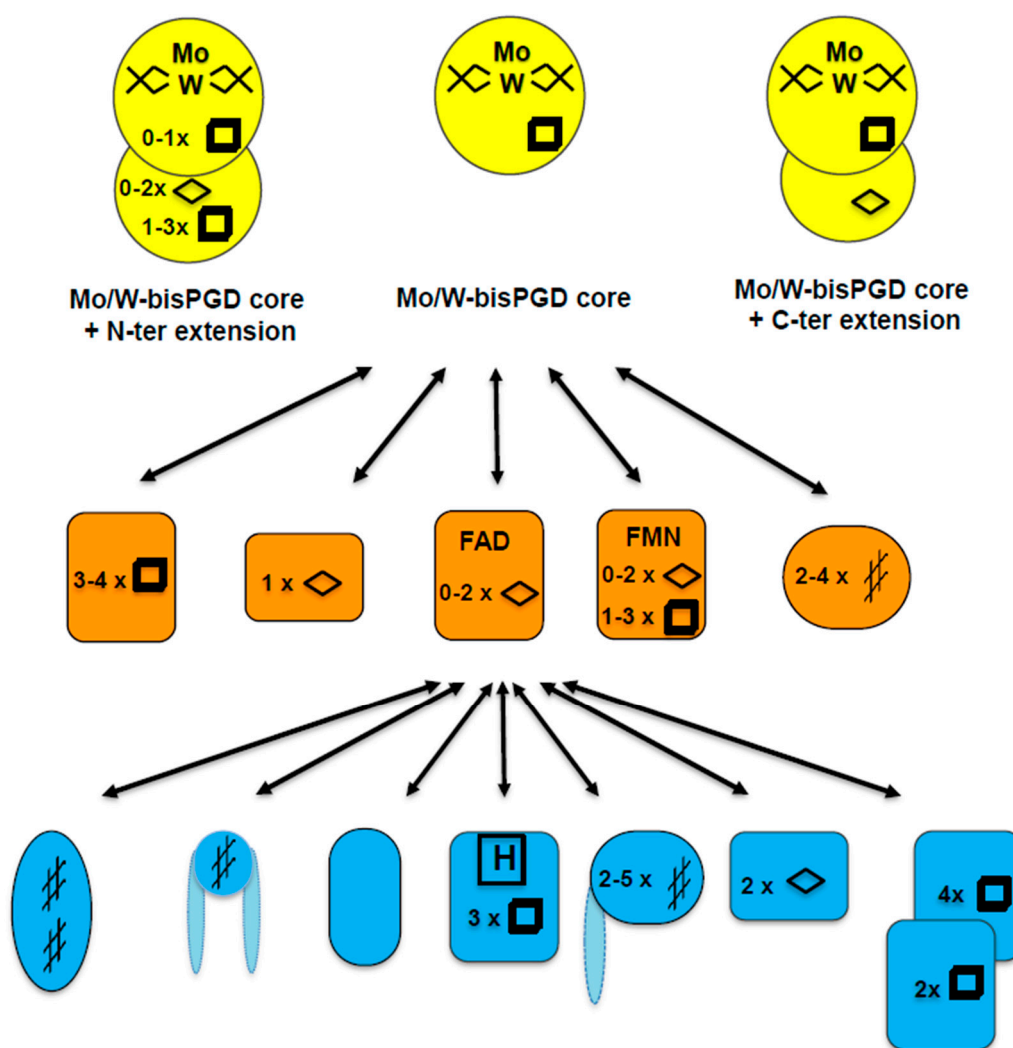 Mo
W
0-1x
0-2x
1-3x
Mo
W
Mo
W
Mo/W-bisPGD core
+ N-ter extension
Mo/W-bisPGD core
Mo/W-bisPGD core
+ C-ter extension
3-4 x
1 x
FAD
0-2 x
FMN
0-2 x
1-3 x
2-4 x
H
3 x
2-5 x
2 x
4x
2x